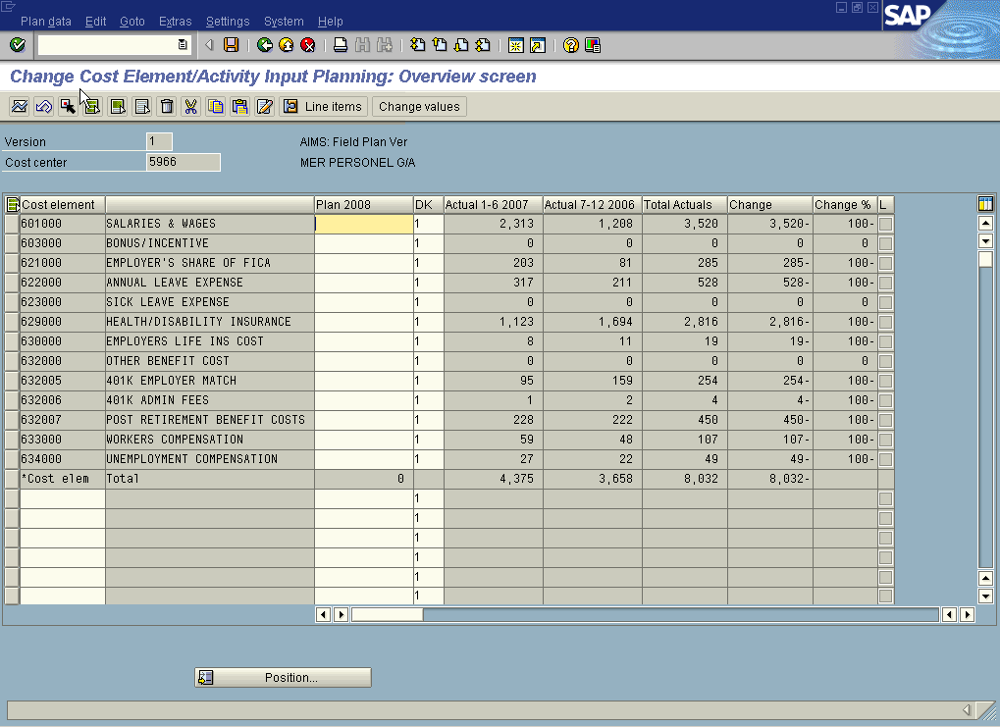 Plan data Edit Goto Extras Settings System Help
SAP
Change Cost Element/Activity Input Planning: Overview screen
Line items Change values
Version 1 AIMS: Field Plan Ver
Cost center 5966 MER PERSONEL G/A
Cost element Plan 2008 DK Actual 1-6 2007 Actual 7-12 2006 Total Actuals Change Change % L
601000 SALARIES & WAGES 1 2,313 1,208 3,520 3,520- 100-
603000 BONUS/INCENTIVE 1 0 0 0 0 0
621000 EMPLOYER'S SHARE OF FICA 1 203 81 285 285- 100-
622000 ANNUAL LEAVE EXPENSE 1 317 211 528 528- 100-
623000 SICK LEAVE EXPENSE 1 0 0 0 0 0
629000 HEALTH/DISABILITY INSURANCE 1 1,123 1,694 2,816 2,816- 100-
630000 EMPLOYERS LIFE INS COST 1 8 11 19 19- 100-
632000 OTHER BENEFIT COST 1 0 0 0 0 0
632005 401K EMPLOYER MATCH 1 95 159 254 254- 100-
632006 401K ADMIN FEES 1 1 2 4 4- 100-
632007 POST RETIREMENT BENEFIT COSTS 1 228 222 450 450- 100-
633000 WORKERS COMPENSATION 1 59 48 107 107- 100-
634000 UNEMPLOYMENT COMPENSATION 1 27 22 49 49- 100-
*Cost elem Total 0 4,375 3,658 8,032 8,032-
1
1
1
1
1
1
Position...